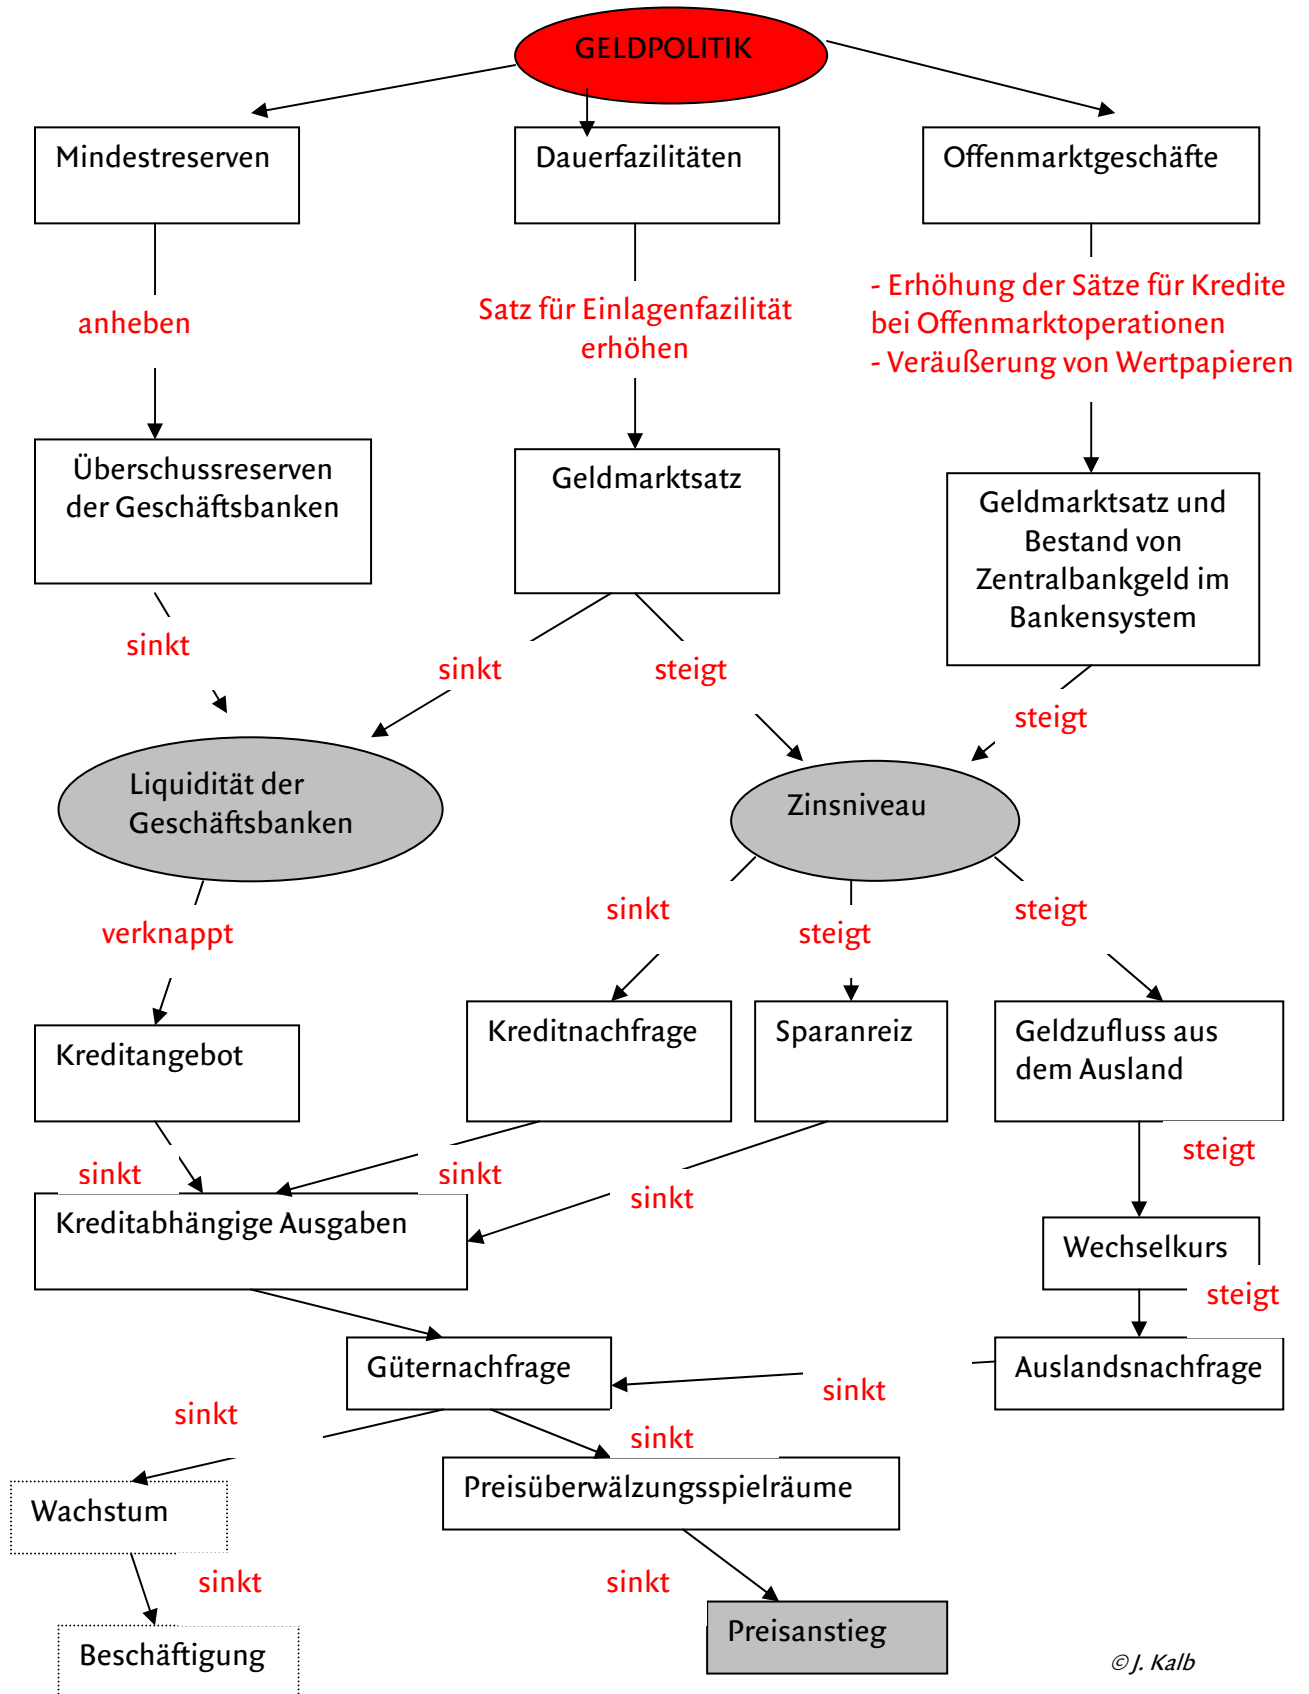 GELDPOLITIK
Mindestreserven
Dauerfazilitäten
Offenmarktgeschäfte
anheben
Satz für Einlagenfazilität
erhöhen
- Erhöhung der Sätze für Kredite
bei Offenmarktoperationen
- Veräußerung von Wertpapieren
Überschussreserven
der Geschäftsbanken
Geldmarktsatz
Geldmarktsatz und
Bestand von
Zentralbankgeld im
Bankensystem
sinkt
sinkt
steigt
steigt
Liquidität der
Geschäftsbanken
Zinsniveau
verknappt
sinkt
steigt
steigt
Kreditangebot
Kreditnachfrage
Sparanreiz
Geldzufluss aus
dem Ausland
sinkt
sinkt
sinkt
steigt
Kreditabhängige Ausgaben
Wechselkurs
steigt
Güternachfrage
Auslandsnachfrage
sinkt
sinkt
sinkt
Wachstum
Preisüberwälzungsspielräume
sinkt
sinkt
Beschäftigung
Preisanstieg
© J. Kalb